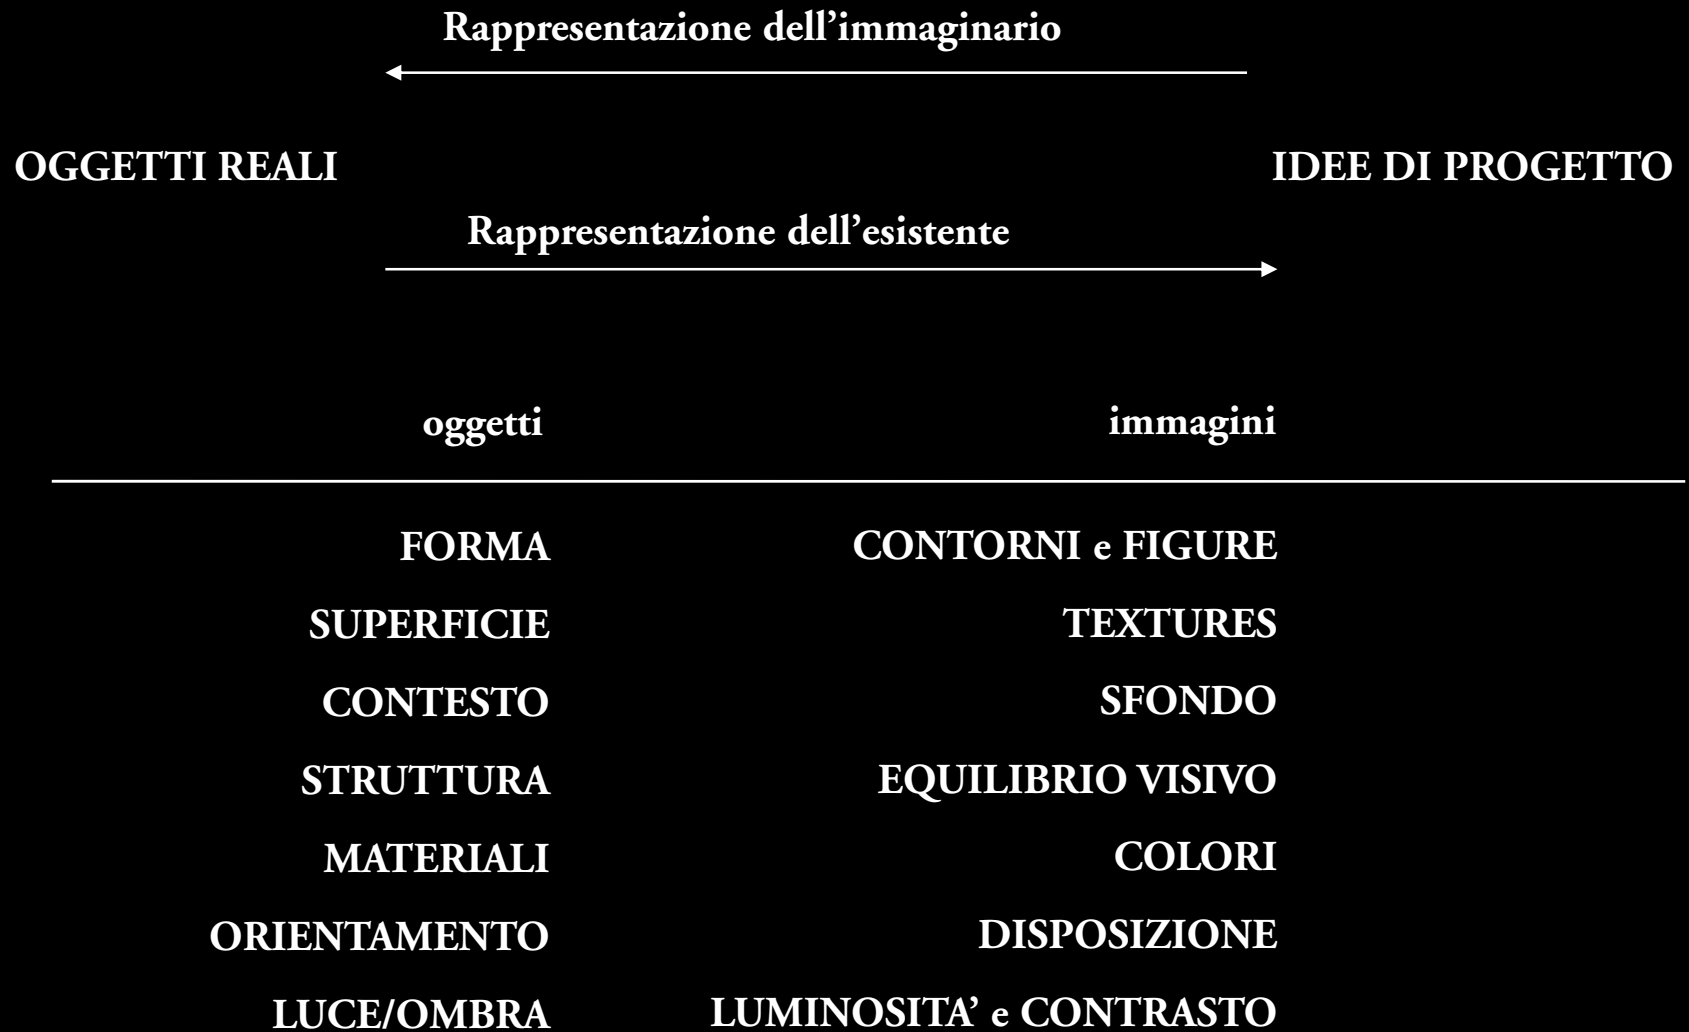 Rappresentazione dell’immaginario
OGGETTI REALI IDEE DI PROGETTO
Rappresentazione dell’esistente
oggetti immagini
FORMA CONTORNI e FIGURE
SUPERFICIE TEXTURES
CONTESTO SFONDO
STRUTTURA EQUILIBRIO VISIVO
MATERIALI COLORI
ORIENTAMENTO DISPOSIZIONE
LUCE/OMBRA LUMINOSITA’ e CONTRASTO